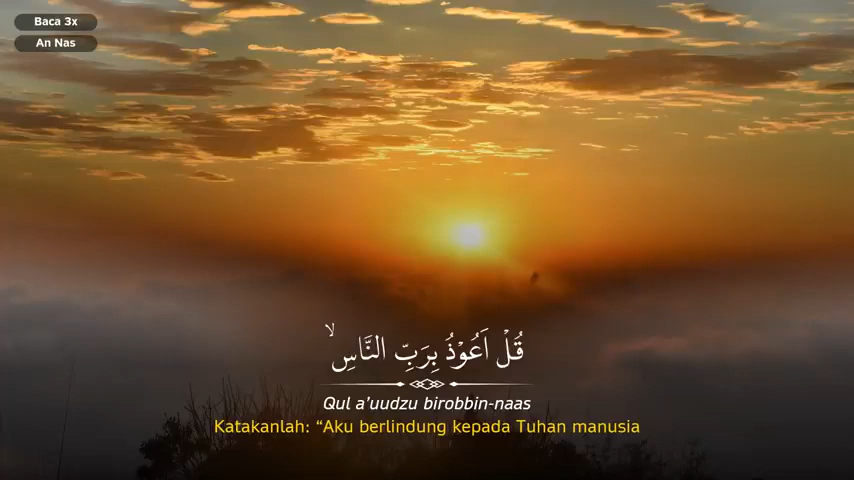 Baca 3x
An Nas
قُلْ اَعُوْذُ بِرَبِّ النَّاسِۙ
Qul a’uudzu birobbin-naas
Katakanlah: “Aku berlindung kepada Tuhan manusia